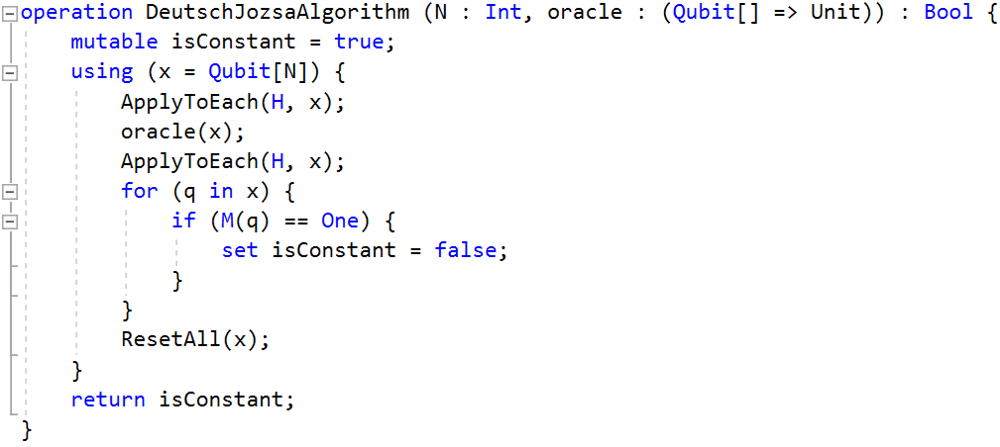 operation DeutschJozsaAlgorithm (N : Int, oracle : (Qubit[] => Unit)) : Bool {
    mutable isConstant = true;
    using (x = Qubit[N]) {
        ApplyToEach(H, x);
        oracle(x);
        ApplyToEach(H, x);
        for (q in x) {
            if (M(q) == One) {
                set isConstant = false;
            }
        }
        ResetAll(x);
    }
    return isConstant;
}